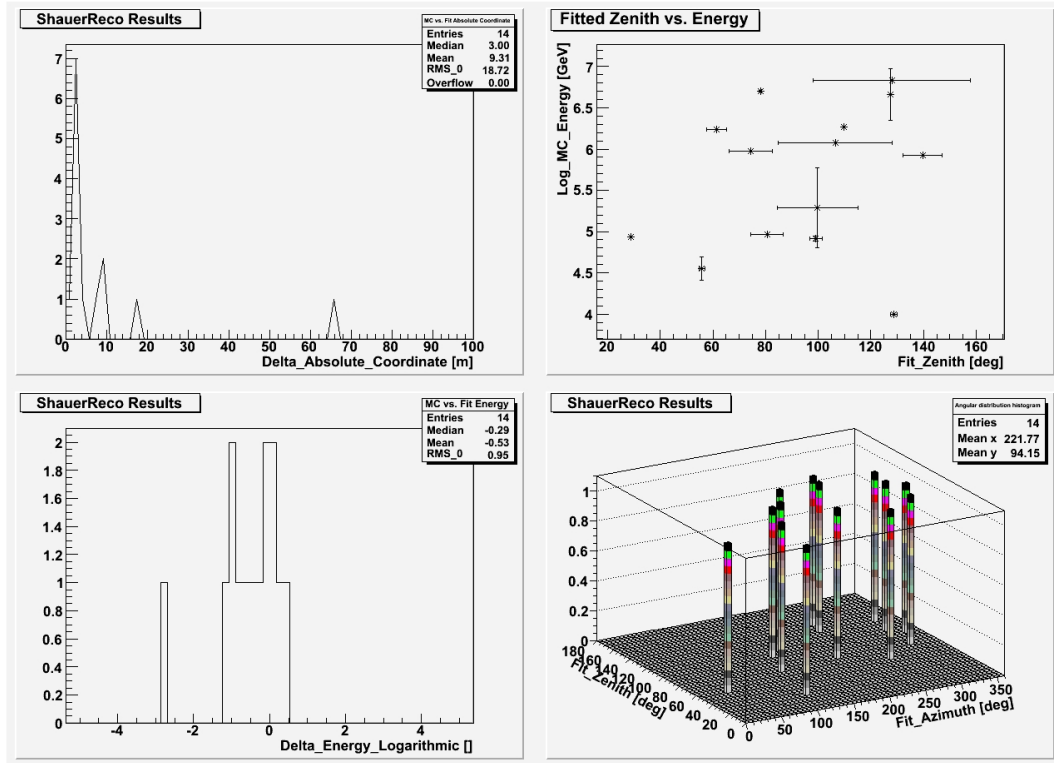 ShauerReco Results
MC vs. Fit Absolute Coordinate
Entries 14
Median 3.00
Mean 9.31
RMS_0 18.72
Overflow 0.00
7
6
5
4
3
2
1
0
0 10 20 30 40 50 60 70 80 90 100
Delta_Absolute_Coordinate [m]
Fitted Zenith vs. Energy
Log_MC_Energy [GeV]
7
6.5
6
5.5
5
4.5
4
20 40 60 80 100 120 140 160
Fit_Zenith [deg]
ShauerReco Results
MC vs. Fit Energy
Entries 14
Median -0.29
Mean -0.53
RMS_0 0.95
2
1.8
1.6
1.4
1.2
1
0.8
0.6
0.4
0.2
0
-4 -2 0 2 4
Delta_Energy_Logarithmic []
ShauerReco Results
Angular distribution histogram
Entries 14
Mean x 221.77
Mean y 94.15
1
0.8
0.6
0.4
0.2
0
180 160 140 120 100 80 60 40 20 0
Fit_Zenith [deg]
0 50 100 150 200 250 300 350
Fit_Azimuth [deg]